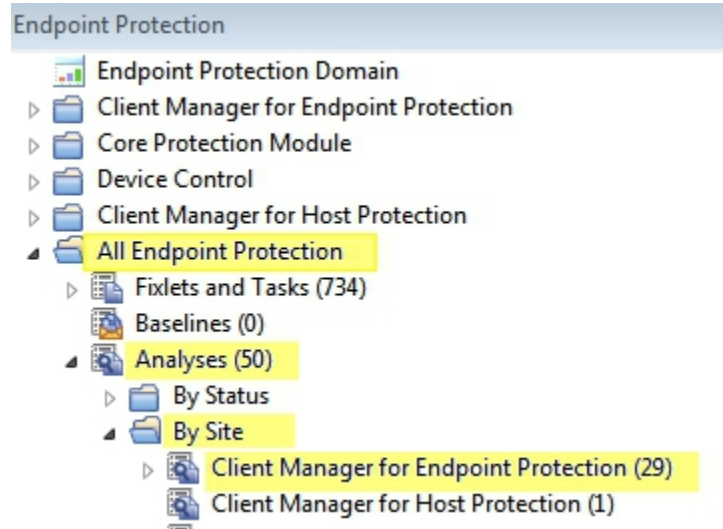 Endpoint Protection
Endpoint Protection Domain
Client Manager for Endpoint Protection
Core Protection Module
Device Control
Client Manager for Host Protection
All Endpoint Protection
Fixlets and Tasks (734)
Baselines (0)
Analyses (50)
By Status
By Site
Client Manager for Endpoint Protection (29)
Client Manager for Host Protection (1)